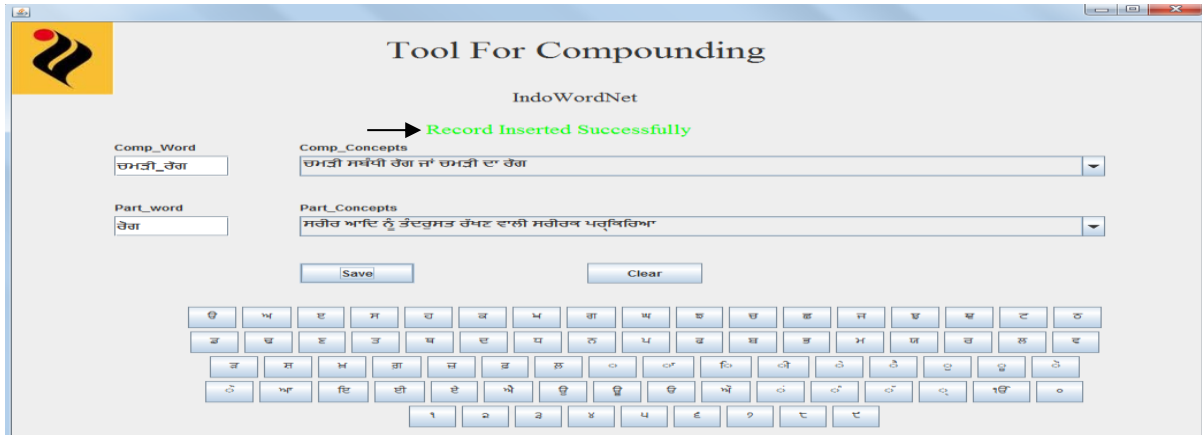 Tool For Compounding
IndoWordNet
Record Inserted Successfully
Comp_Word Comp_Concepts
ਚਮੜੀ_ਰੋਗ ਚਮੜੀ ਸਬੰਧੀ ਰੋਗ ਜਾਂ ਚਮੜੀ ਦਾ ਰੋਗ
Part_word Part_Concepts
ਰੋਗ ਸਰੀਰ ਆਦਿ ਨੂੰ ਤੰਦਰੁਸਤ ਰੱਖਣ ਵਾਲੀ ਸਰੀਰਕ ਪਰ੍ਕਿਰਿਆ
Save Clear
ੳ ਅ ੲ ਸ ਹ ਕ ਖ ਗ ਘ ਙ ਚ ਛ ਜ ਝ ਞ ਟ ਠ
ਡ ਢ ਣ ਤ ਥ ਦ ਧ ਨ ਪ ਫ ਬ ਭ ਮ ਯ ਰ ਲ ਵ
ੜ ਸ਼ ਖ਼ ਗ਼ ਜ਼ ਫ਼ ਲ਼ ਾ ਿ ੀ ੇ ੈ ੁ ੂ ੋ
ੌ ਆ ਇ ਈ ਏ ਐ ਉ ਊ ਓ ਔ ਂ ੰ ੱ ੍ ੴ ੦
੧ ੨ ੩ ੪ ੫ ੬ ੭ ੮ ੯